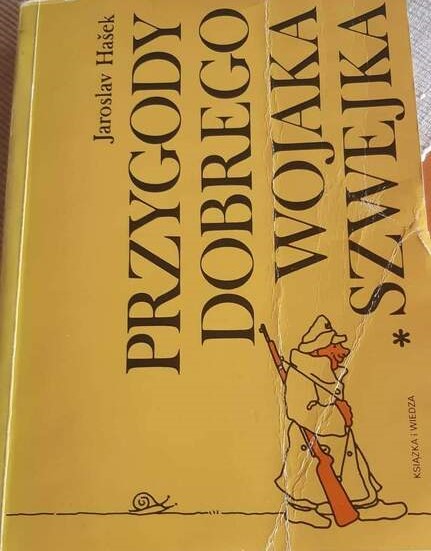 Jaroslav Hašek
PRZYGODY
DOBREGO
WOJAKA
* SZWEJKA
KSIĄŻKA i WIEDZA